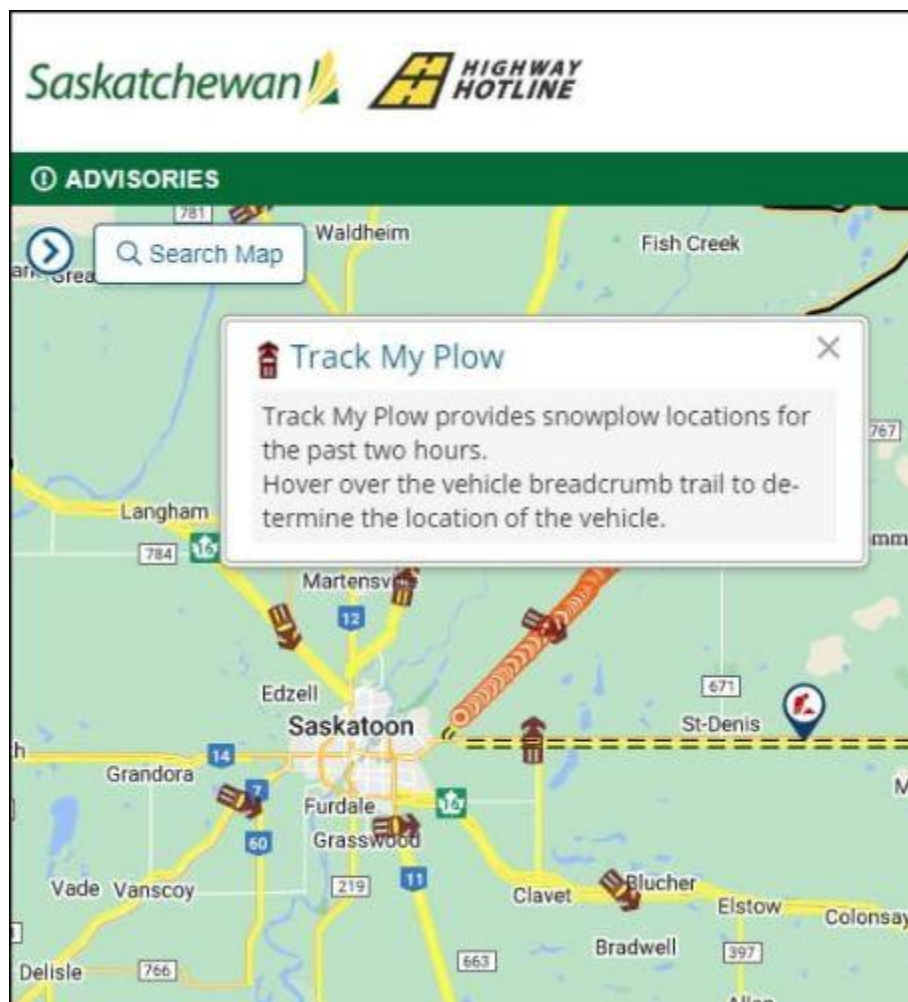 Saskatchewan
HIGHWAY
HOTLINE
ADVISORIES
781
Search Map
Waldheim
Fish Creek
Track My Plow
Track My Plow provides snowplow locations for
the past two hours.
Hover over the vehicle breadcrumb trail to de-
termine the location of the vehicle.
767
Langham
784
16
Martensv
12
671
Edzell
St-Denis
Saskatoon
14
Grandora
7
Furdale
16
60
Grasswood
11
219
Vade
Vanscoy
Clavet
Blucher
Elstow
Colonsay
Bradwell
397
663
766
Delisle